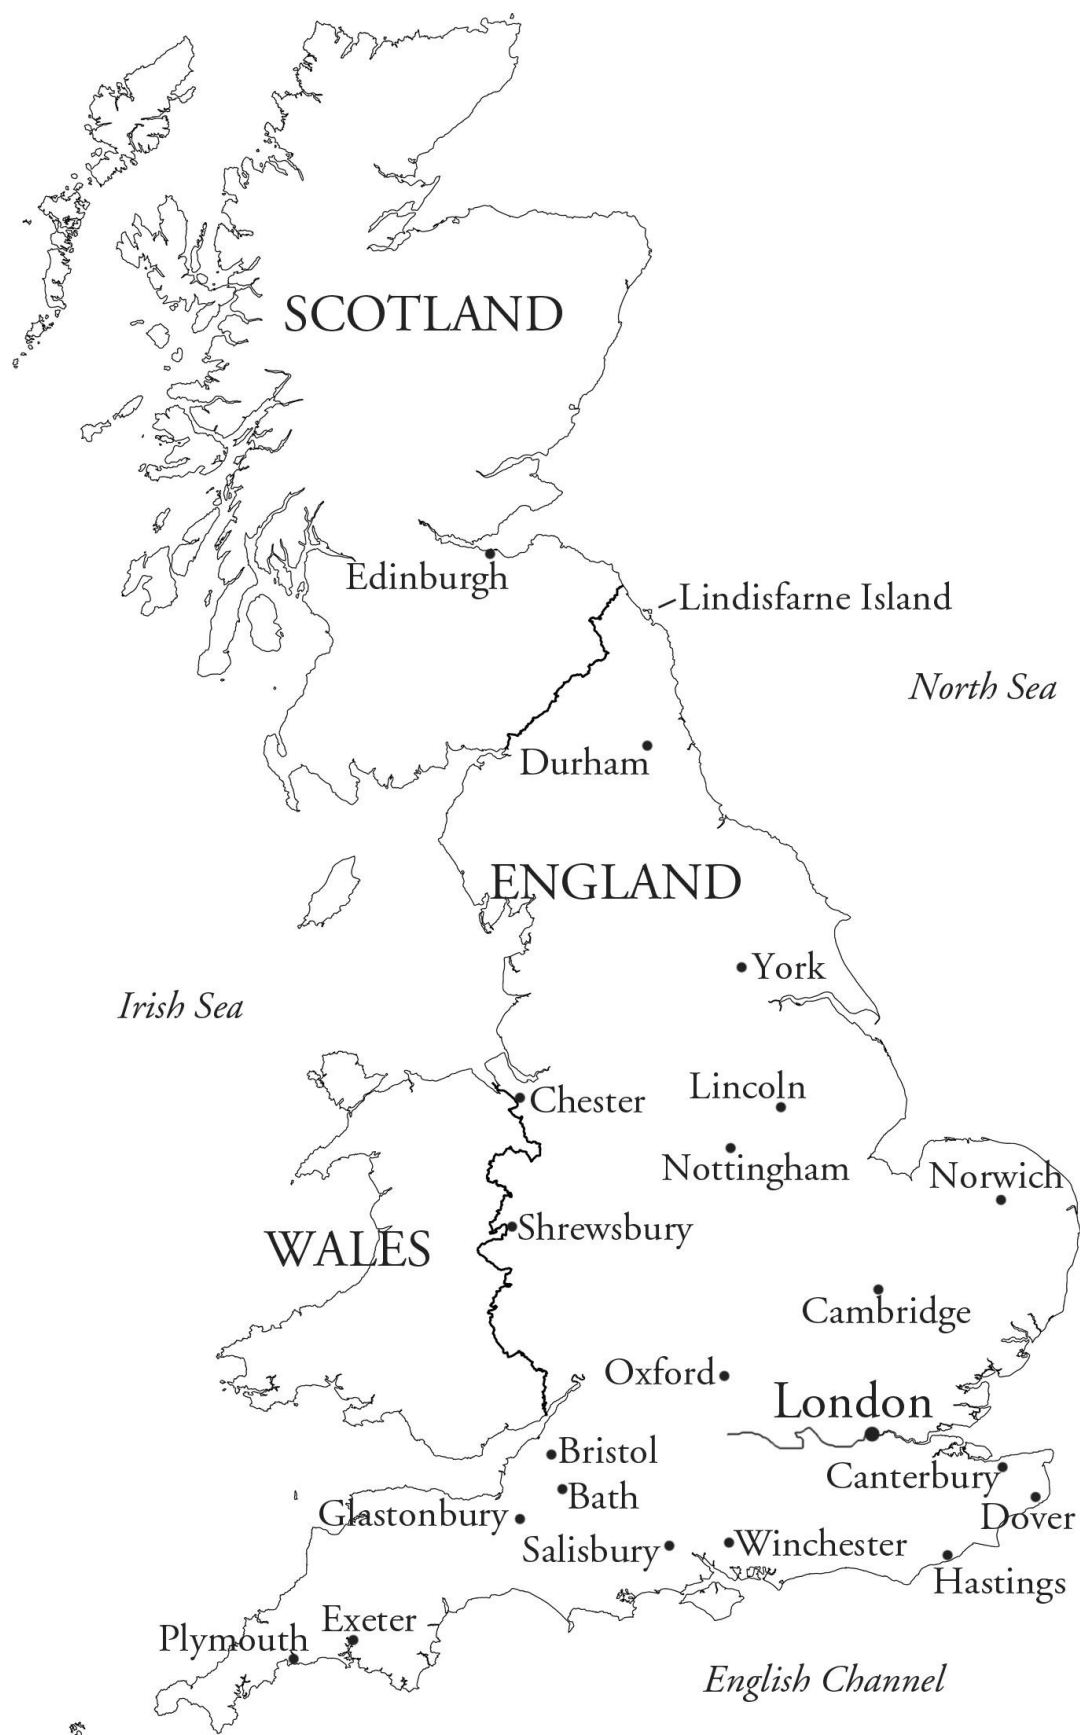 SCOTLAND
Edinburgh
Lindisfarne Island
North Sea
Durham
ENGLAND
York
Irish Sea
Lincoln
Chester
Nottingham
Norwich
Shrewsbury
WALES
Cambridge
Oxford
London
Bristol
Canterbury
Bath
Glastonbury
Dover
Salisbury
Winchester
Hastings
Exeter
Plymouth
English Channel